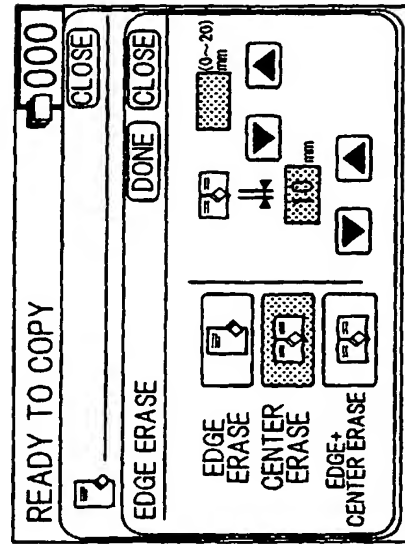 READY TO COPY 000
CLOSE
EDGE ERASE DONE CLOSE
EDGE
ERASE
CENTER
ERASE
EDGE+
CENTER ERASE
(0~20)
mm
10 mm